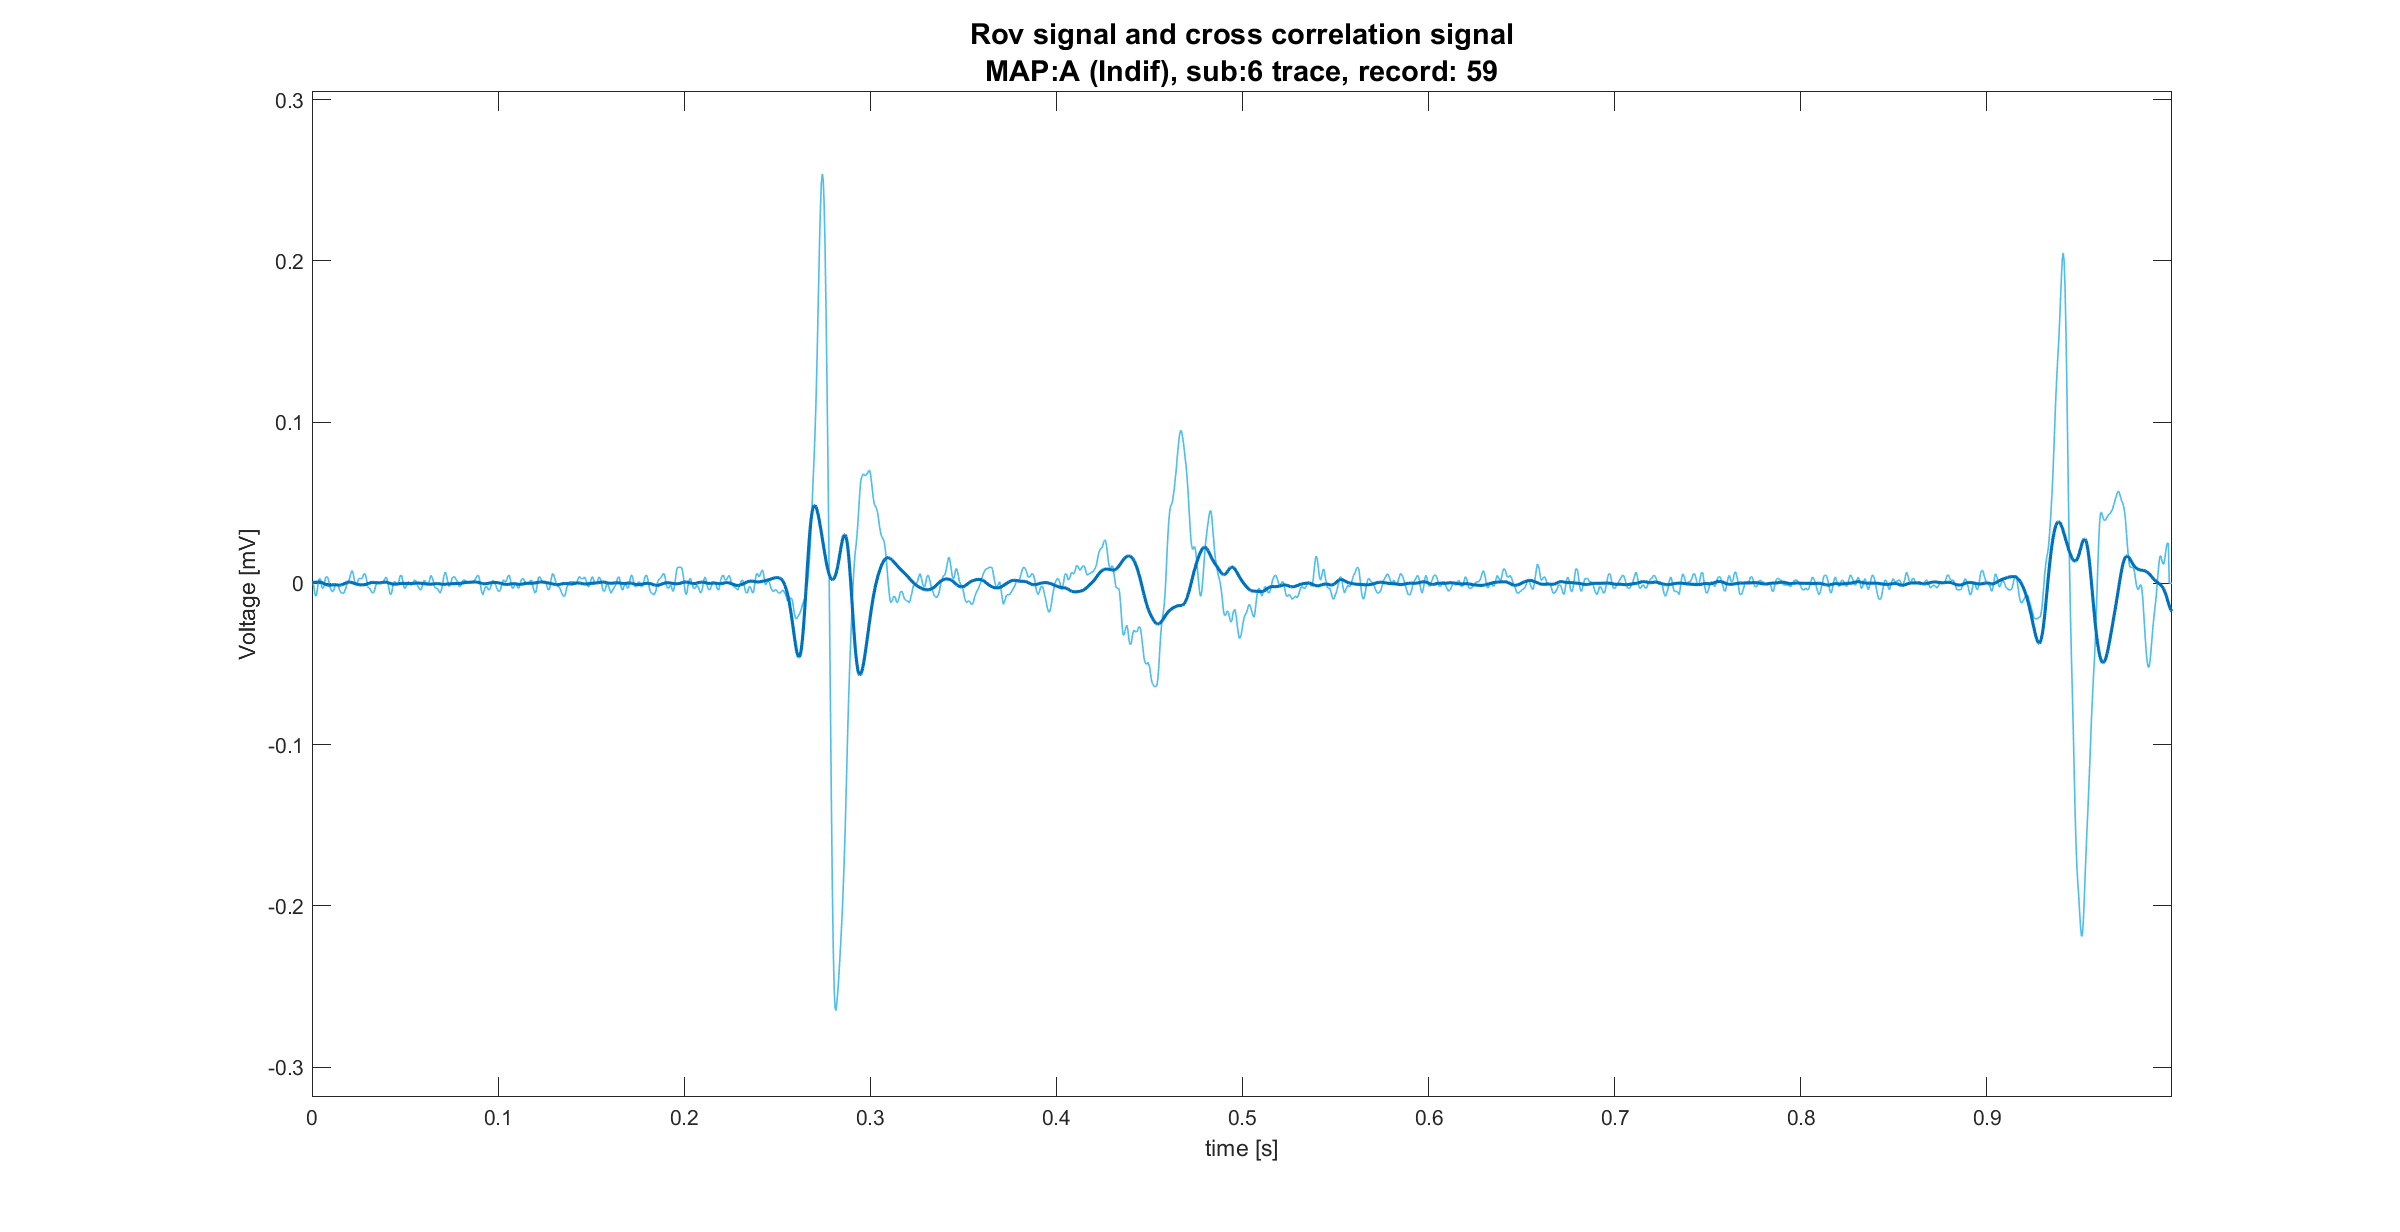 Rov signal and cross correlation signal
MAP:A (Indif), sub:6 trace, record: 59
0.3
0.2
0.1
0
-0.1
-0.2
-0.3
Voltage [mV]
0 0.1 0.2 0.3 0.4 0.5 0.6 0.7 0.8 0.9
time [s]